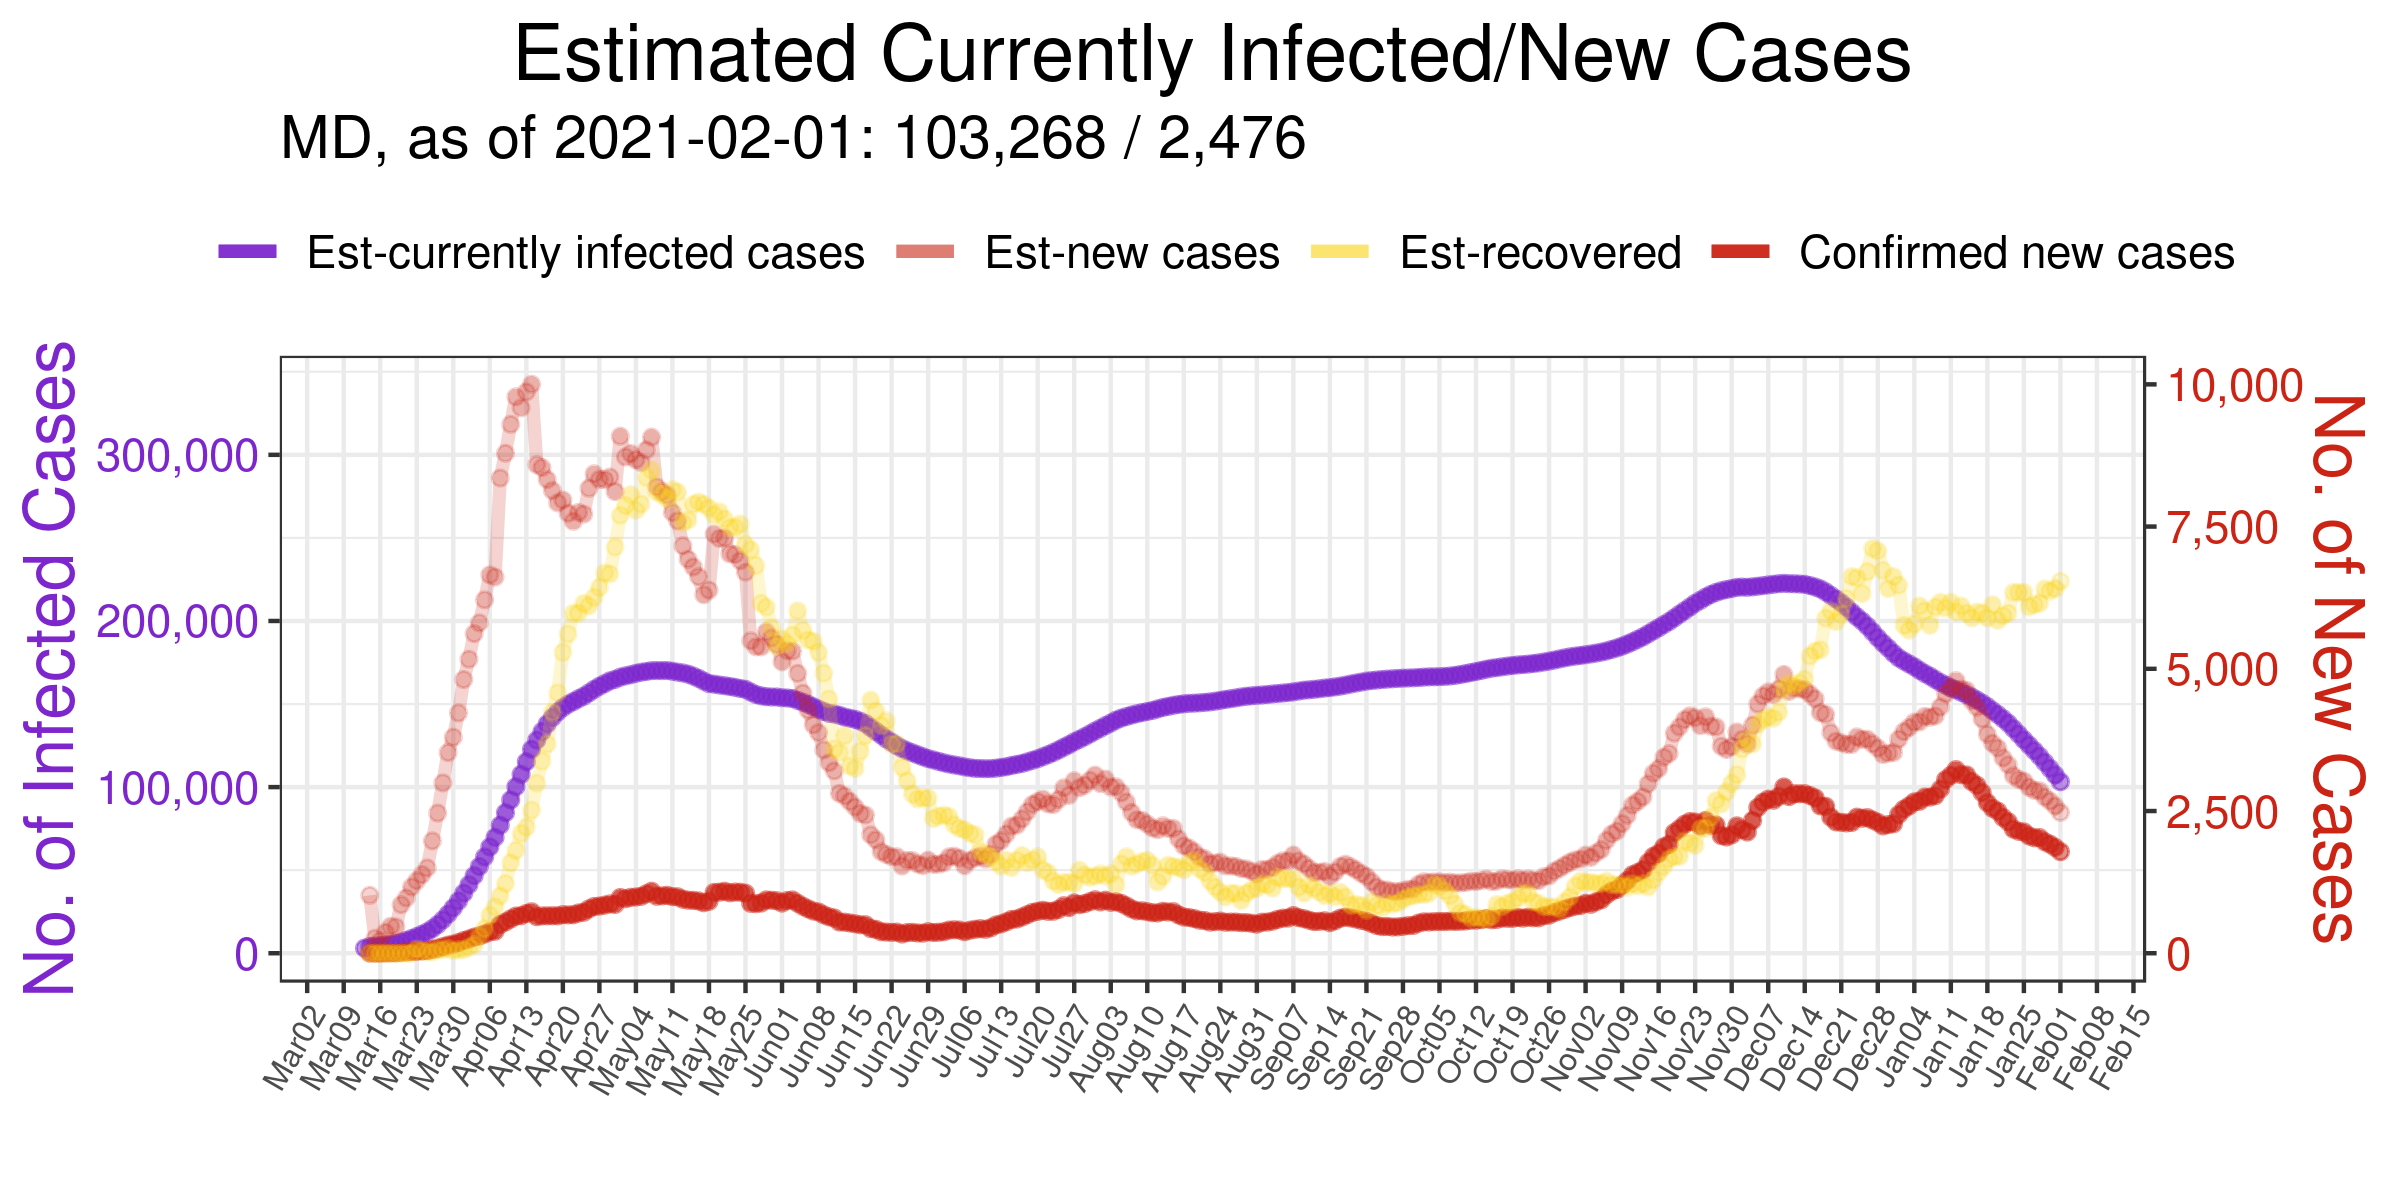 Estimated Currently Infected/New Cases
MD, as of 2021-02-01: 103,268 / 2,476
Est-currently infected cases
Est-new cases
Est-recovered
Confirmed new cases
No. of Infected Cases
300,000
200,000
100,000
0
10,000
7,500
5,000
2,500
0
No. of New Cases
Mar02
Mar09
Mar16
Mar23
Mar30
Apr06
Apr13
Apr20
Apr27
May04
May11
May18
May25
Jun01
Jun08
Jun15
Jun22
Jun29
Jul06
Jul13
Jul20
Jul27
Aug03
Aug10
Aug17
Aug24
Aug31
Sep07
Sep14
Sep21
Sep28
Oct05
Oct12
Oct19
Oct26
Nov02
Nov09
Nov16
Nov23
Nov30
Dec07
Dec14
Dec21
Dec28
Jan04
Jan11
Jan18
Jan25
Feb01
Feb08
Feb15